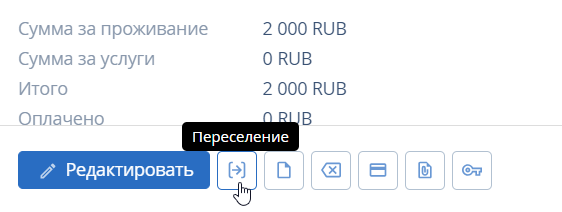 Сумма за проживание 2 000 RUB
Сумма за услуги 0 RUB
Итого 2 000 RUB
Оплачено 0 RUB
Переселение
Редактировать